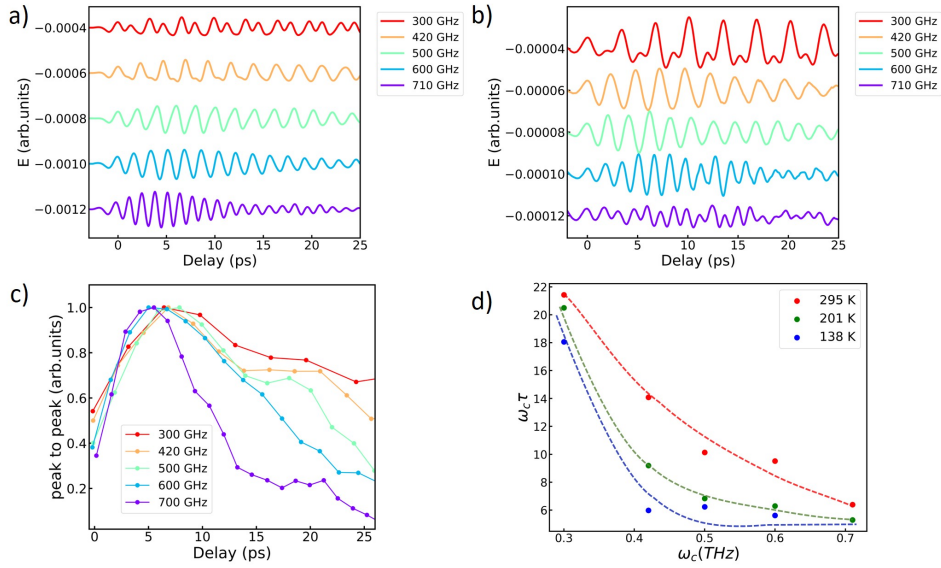 a)
E (arb.units)
−0.0004
−0.0006
−0.0008
−0.0010
−0.0012
0 5 10 15 20 25
Delay (ps)
300 GHz
420 GHz
500 GHz
600 GHz
710 GHz
b)
E (arb.units)
−0.00004
−0.00006
−0.00008
−0.00010
−0.00012
0 5 10 15 20 25
Delay (ps)
300 GHz
420 GHz
500 GHz
600 GHz
710 GHz
c)
peak to peak (arb.units)
1.0
0.8
0.6
0.4
0.2
300 GHz
420 GHz
500 GHz
600 GHz
700 GHz
0 5 10 15 20 25
Delay (ps)
d)
ω_cτ
22
20
18
16
14
12
10
8
6
295 K
201 K
138 K
0.3 0.4 0.5 0.6 0.7
ω_c(THz)